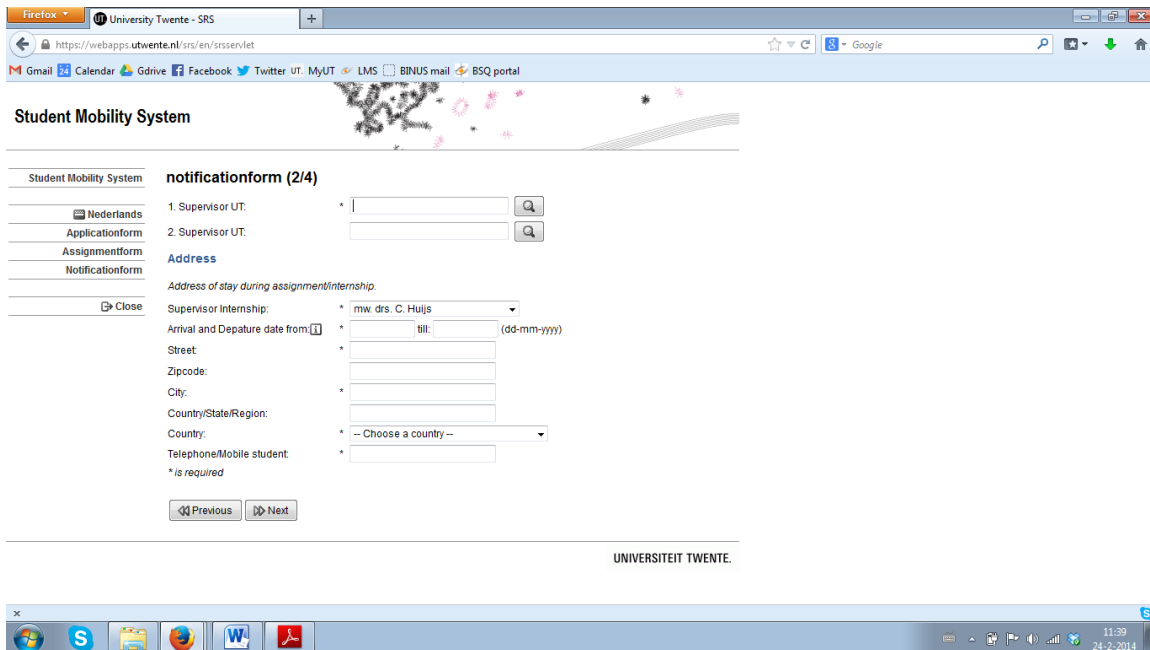 Firefox
University Twente - SRS
https://webapps.utwente.nl/srs/en/srsservlet
Google
Gmail 24 Calendar Gdrive Facebook Twitter UT. MyUT LMS BINUS mail BSQ portal
Student Mobility System
Student Mobility System
Nederlands
Applicationform
Assignmentform
Notificationform
Close
notificationform (2/4)
1. Supervisor UT: *
2. Supervisor UT:
Address
Address of stay during assignment/internship.
Supervisor Internship: * mw. drs. C. Huijs
Arrival and Depature date from: * till: (dd-mm-yyyy)
Street: *
Zipcode:
City: *
Country/State/Region:
Country: * -- Choose a country --
Telephone/Mobile student: *
* is required
Previous Next
UNIVERSITEIT TWENTE.
11:39
24-2-2014